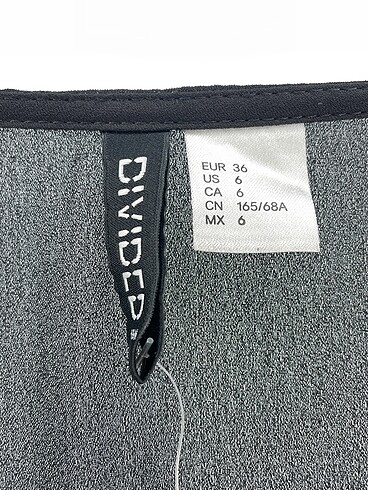 DIVIDED
EUR 36
US 6
CA 6
CN 165/68A
MX 6